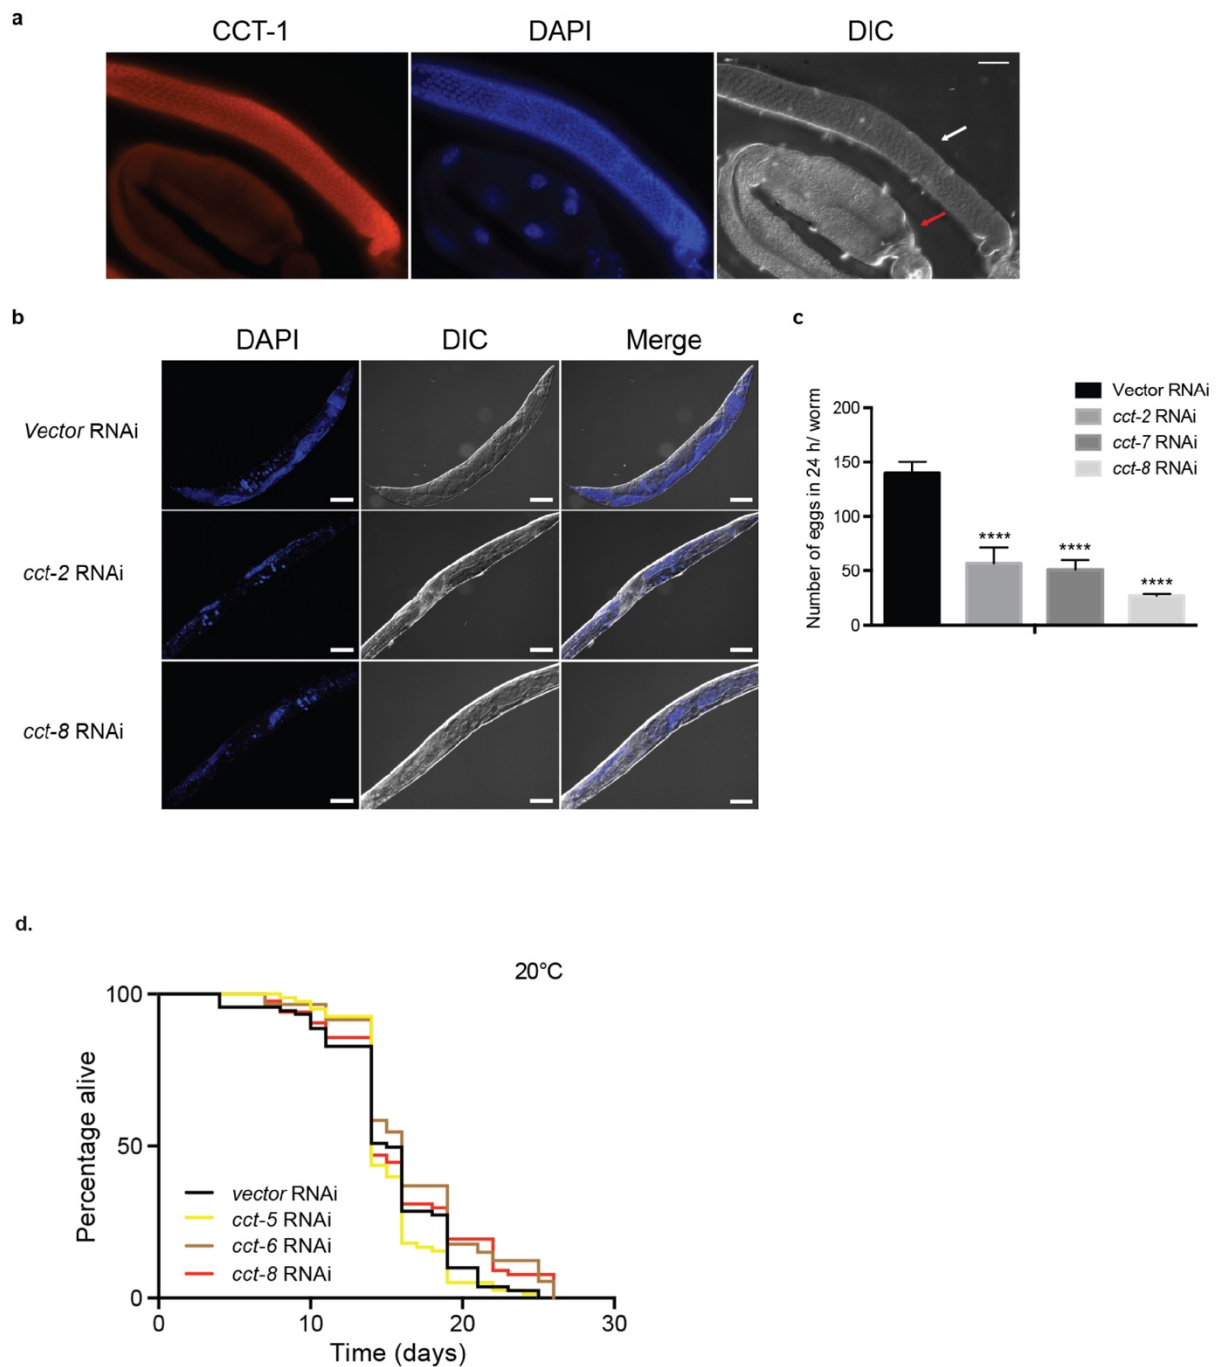 a
CCT-1 DAPI DIC
b
DAPI DIC Merge
Vector RNAi
cct-2 RNAi
cct-8 RNAi
c
Vector RNAi
cct-2 RNAi
cct-7 RNAi
cct-8 RNAi
Number of eggs in 24 h/ worm
200
150
100
50
0
****
****
****
d.
20°C
Percentage alive
100
50
0
vector RNAi
cct-5 RNAi
cct-6 RNAi
cct-8 RNAi
0 10 20 30
Time (days)